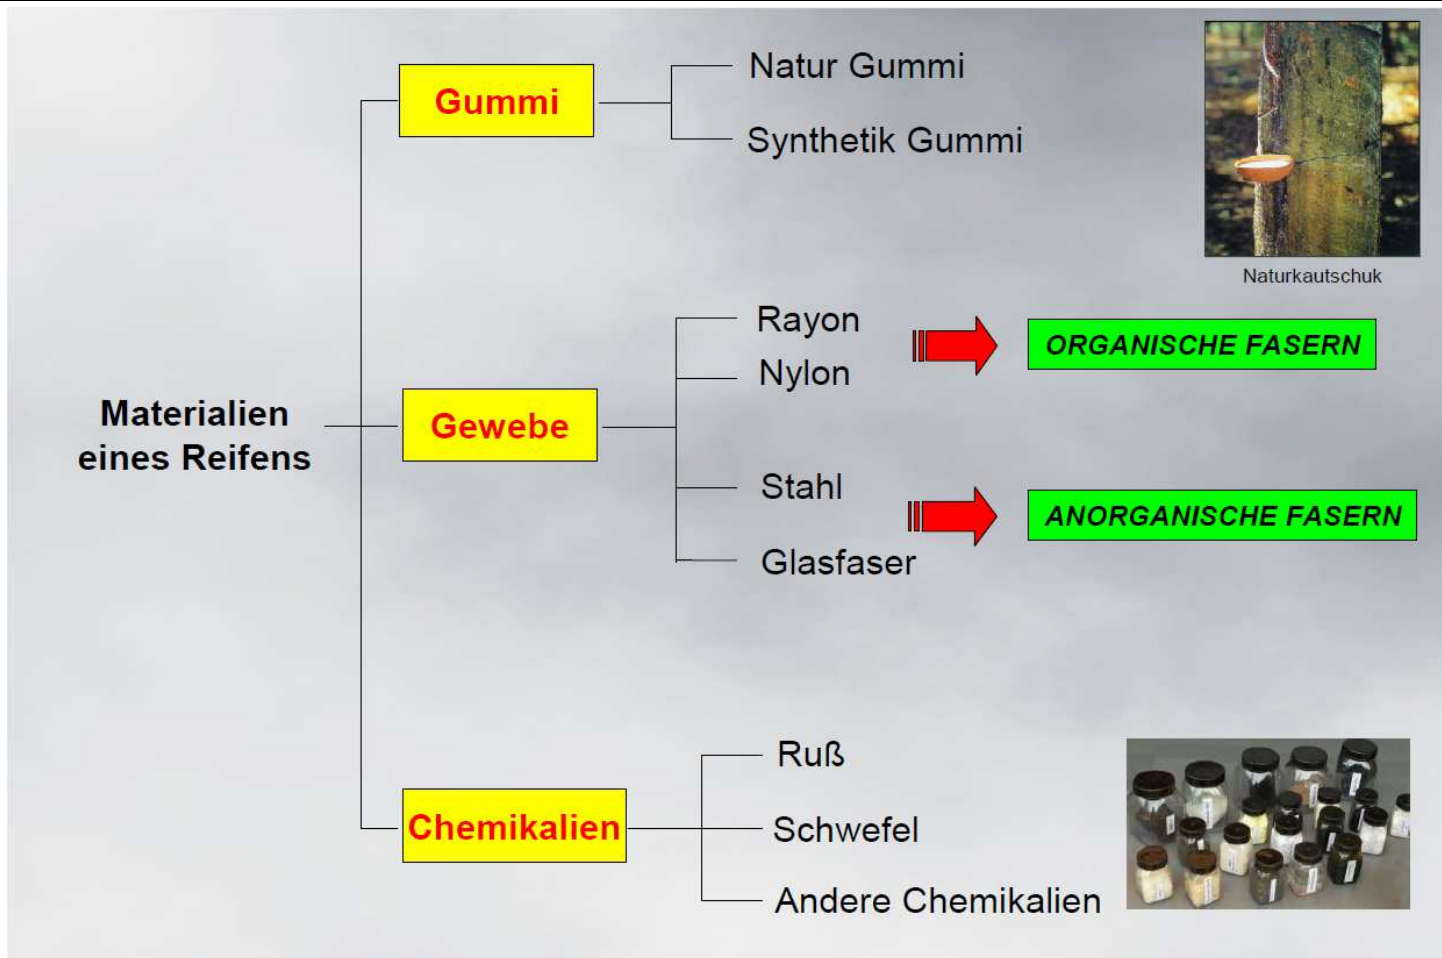 Gummi
Natur Gummi
Synthetik Gummi
Naturkautschuk
Materialien
eines Reifens
Gewebe
Rayon
Nylon
ORGANISCHE FASERN
Stahl
Glasfaser
ANORGANISCHE FASERN
Chemikalien
Ruß
Schwefel
Andere Chemikalien